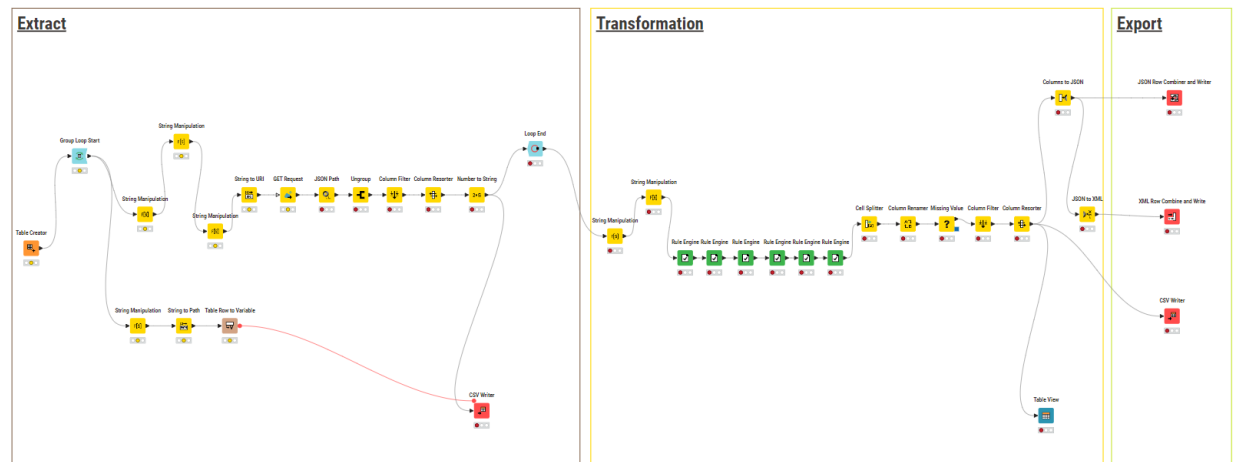 Extract
Transformation
Export
Columns to JSON
JSON Row Combiner and Writer
String Manipulation
Group Loop Start
Loop End
String to URI
GET Request
JSON Path
Ungroup
Column Filter
Column Resorter
Number to String
String Manipulation
String Manipulation
String Manipulation
Cell Splitter
Column Renamer
Missing Value
Column Filter
Column Resorter
JSON to XML
XML Row Combine and Write
String Manipulation
Table Creator
Rule Engine
Rule Engine
Rule Engine
Rule Engine
Rule Engine
Rule Engine
String Manipulation
String to Path
Table Row to Variable
CSV Writer
CSV Writer
Table View